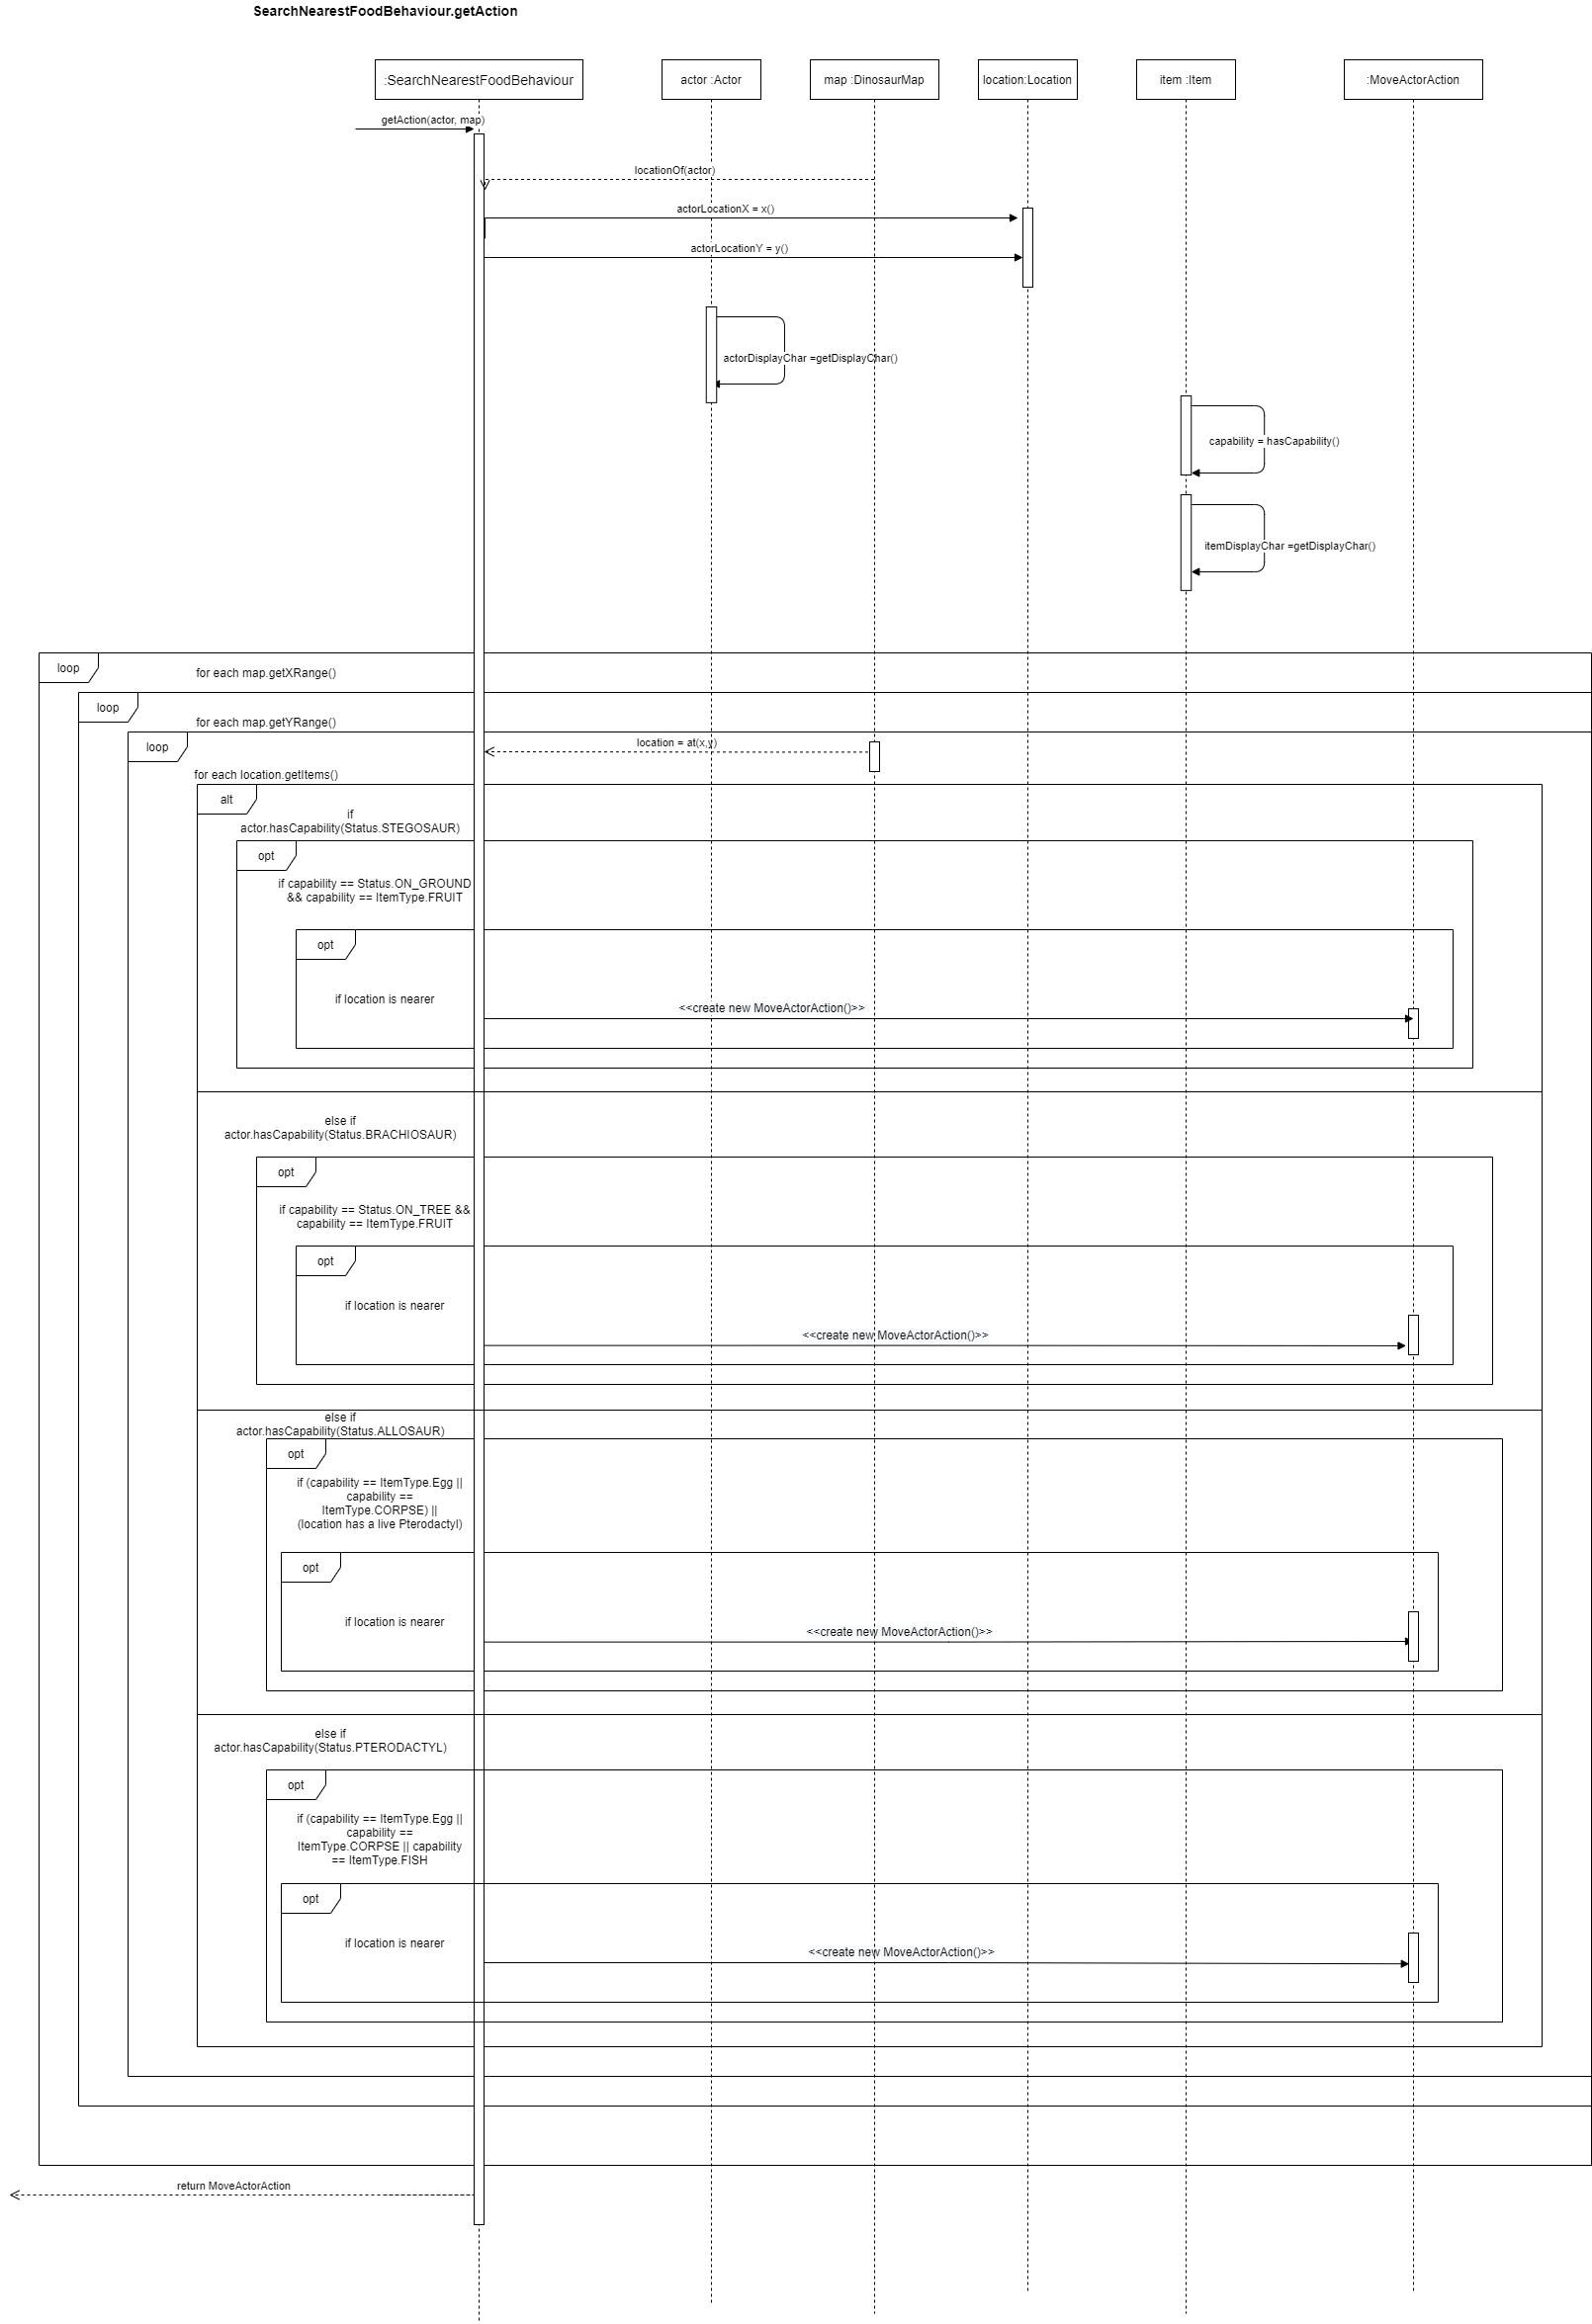 SearchNearestFoodBehaviour.getAction
:SearchNearestFoodBehaviour
actor :Actor
map :DinosaurMap
location:Location
item :Item
:MoveActorAction
getAction(actor, map)
locationOf(actor)
actorLocationX = x()
actorLocationY = y()
actorDisplayChar =getDisplayChar()
capability = hasCapability()
itemDisplayChar =getDisplayChar()
loop
for each map.getXRange()
loop
for each map.getYRange()
loop
location = at(x,y)
for each location.getItems()
alt
if
actor.hasCapability(Status.STEGOSAUR)
opt
if capability == Status.ON_GROUND
&& capability == ItemType.FRUIT
opt
if location is nearer
<<create new MoveActorAction()>>
else if
actor.hasCapability(Status.BRACHIOSAUR)
opt
if capability == Status.ON_TREE &&
capability == ItemType.FRUIT
opt
if location is nearer
<<create new MoveActorAction()>>
else if
actor.hasCapability(Status.ALLOSAUR)
opt
if (capability == ItemType.Egg ||
capability ==
ItemType.CORPSE) ||
(location has a live Pterodactyl)
opt
if location is nearer
<<create new MoveActorAction()>>
else if
actor.hasCapability(Status.PTERODACTYL)
opt
if (capability == ItemType.Egg ||
capability ==
ItemType.CORPSE || capability
== ItemType.FISH
opt
if location is nearer
<<create new MoveActorAction()>>
return MoveActorAction